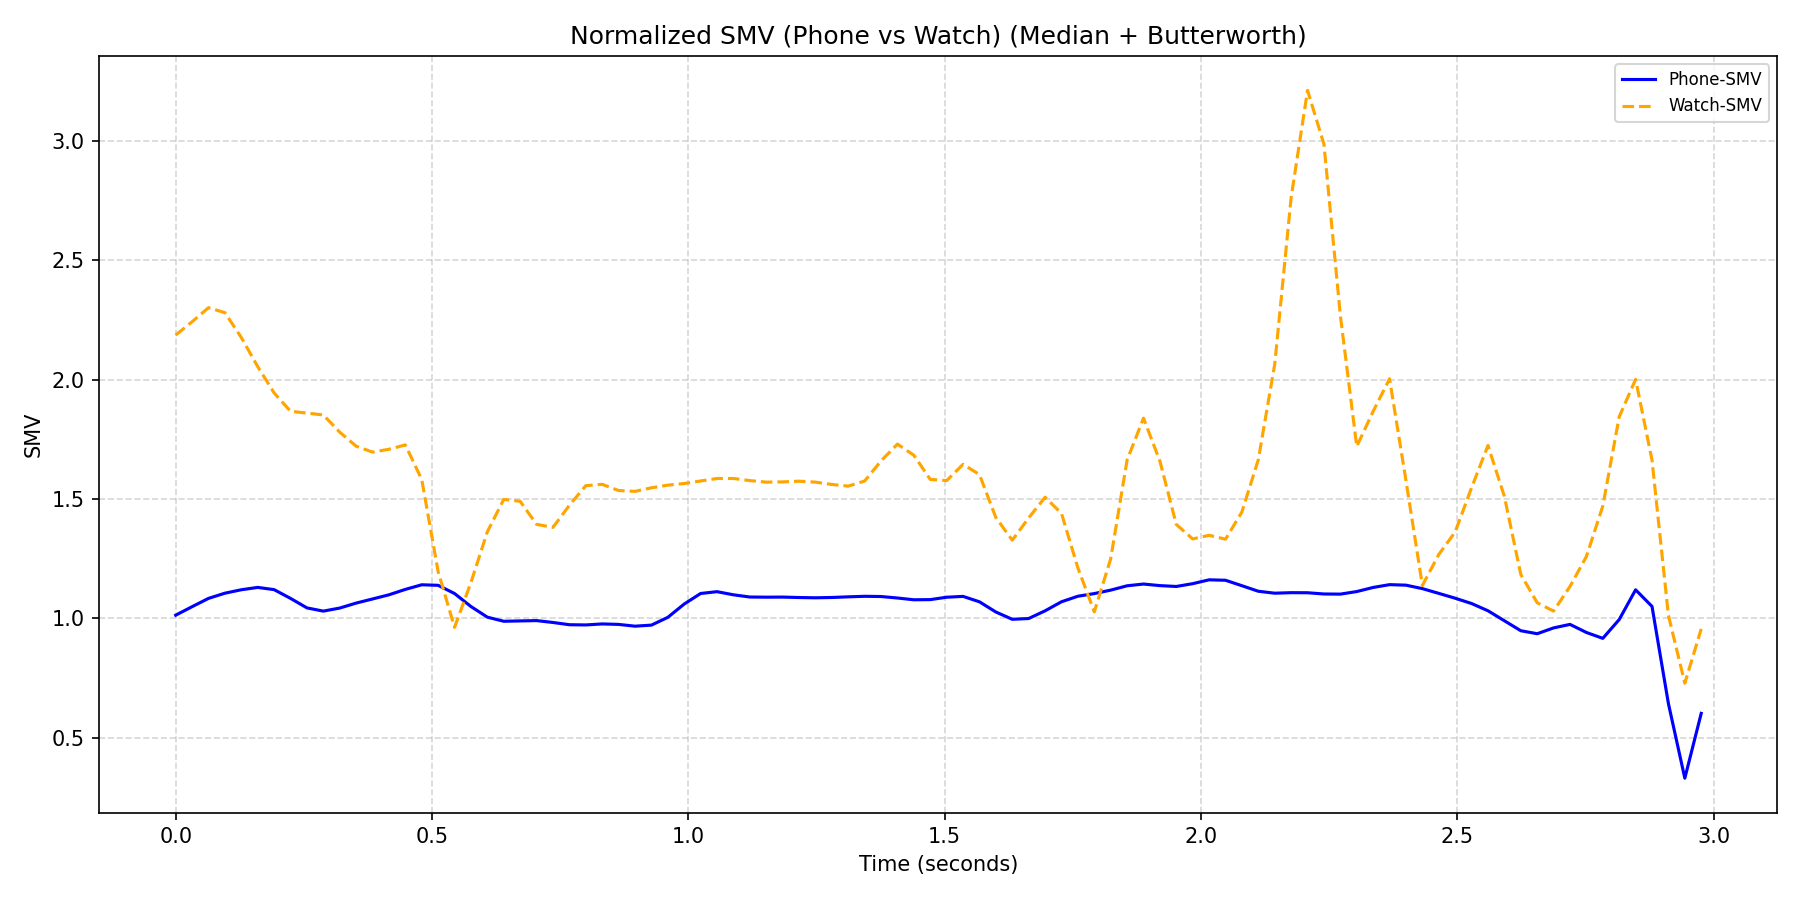 Normalized SMV (Phone vs Watch) (Median + Butterworth)
Phone-SMV
Watch-SMV
3.0
2.5
2.0
1.5
1.0
0.5
SMV
0.0 0.5 1.0 1.5 2.0 2.5 3.0
Time (seconds)